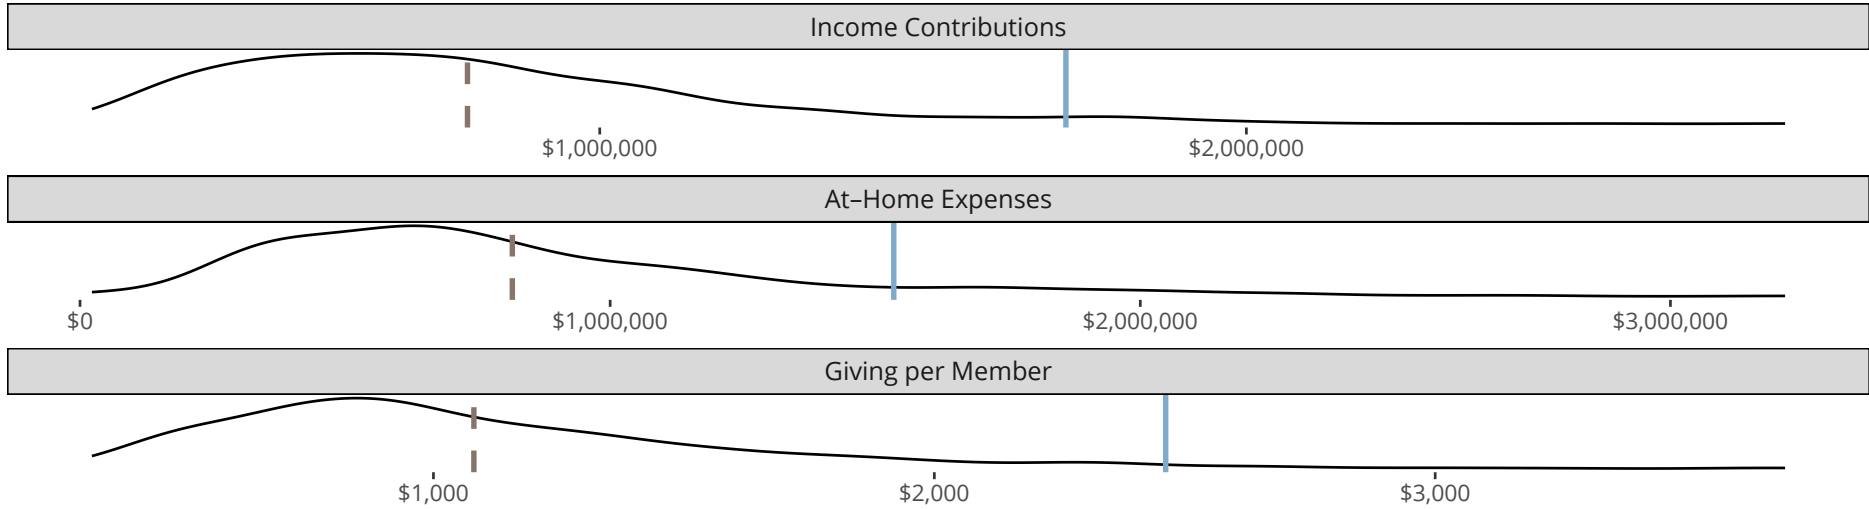 Income Contributions
$1,000,000 $2,000,000
At–Home Expenses
$0 $1,000,000 $2,000,000 $3,000,000
Giving per Member
$1,000 $2,000 $3,000